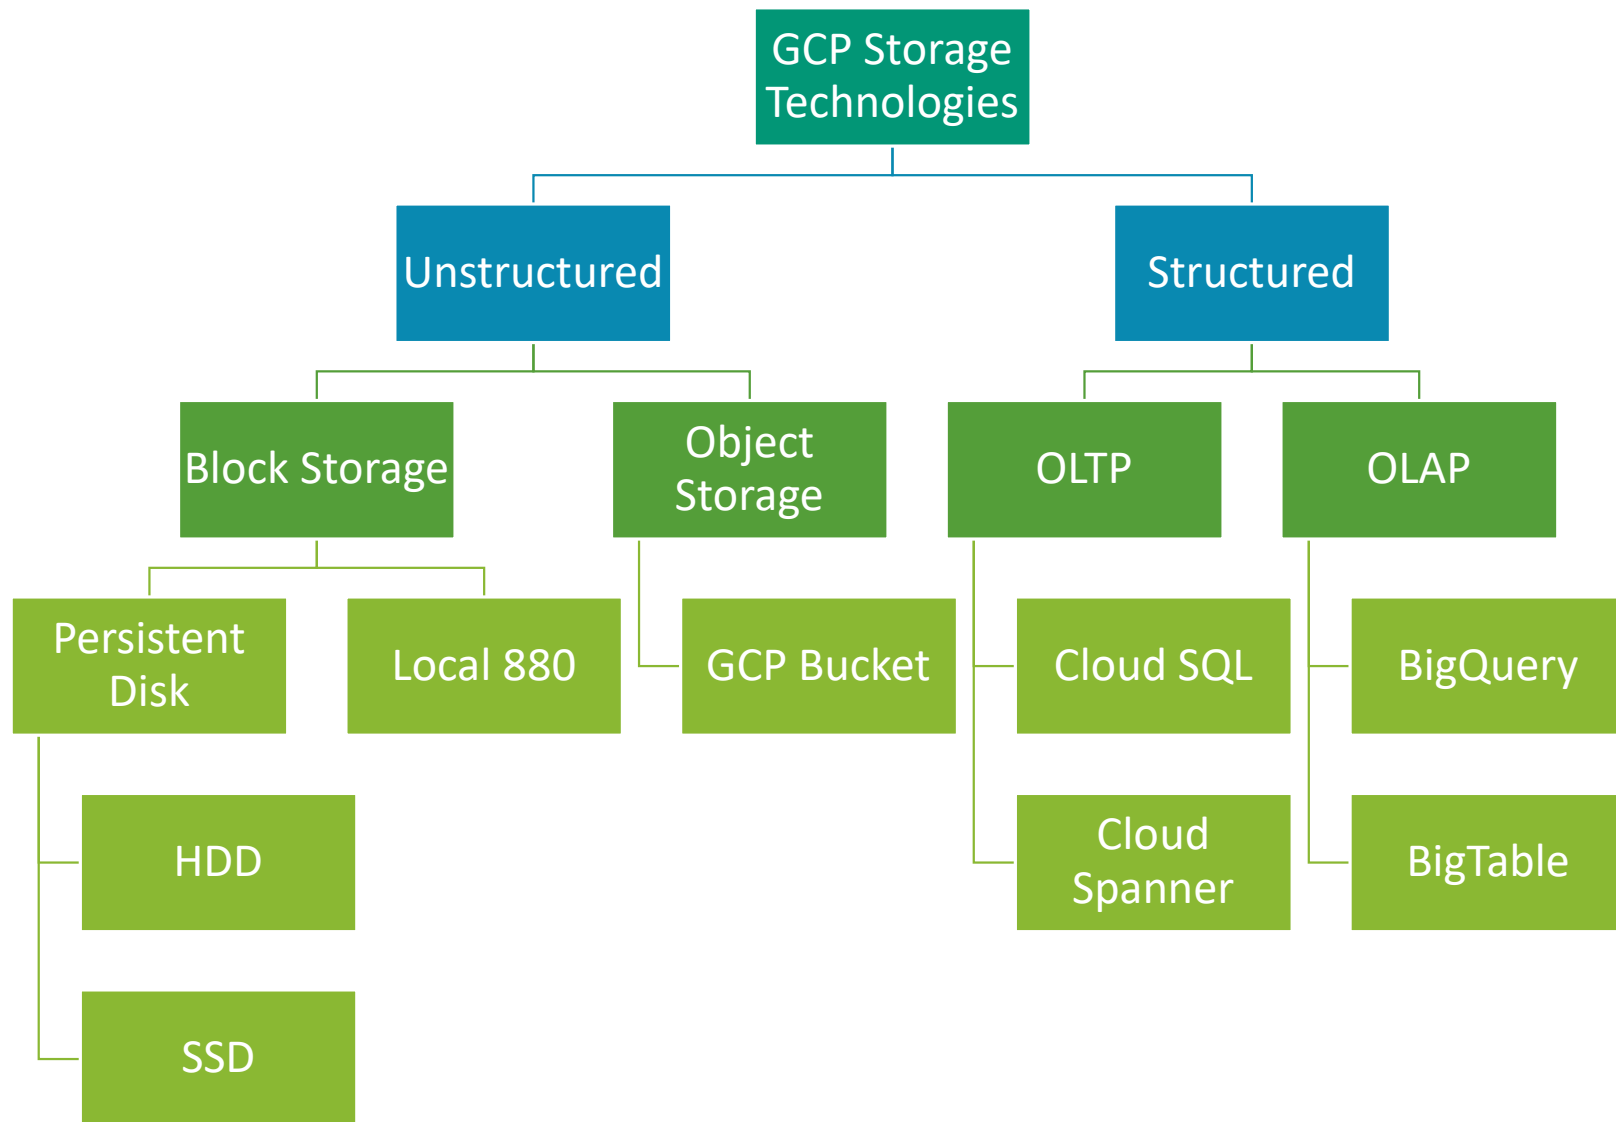 GCP Storage
Technologies
Unstructured
Structured
Block Storage
Object
Storage
OLTP
OLAP
Persistent
Disk
Local 880
GCP Bucket
Cloud SQL
BigQuery
HDD
Cloud
Spanner
BigTable
SSD